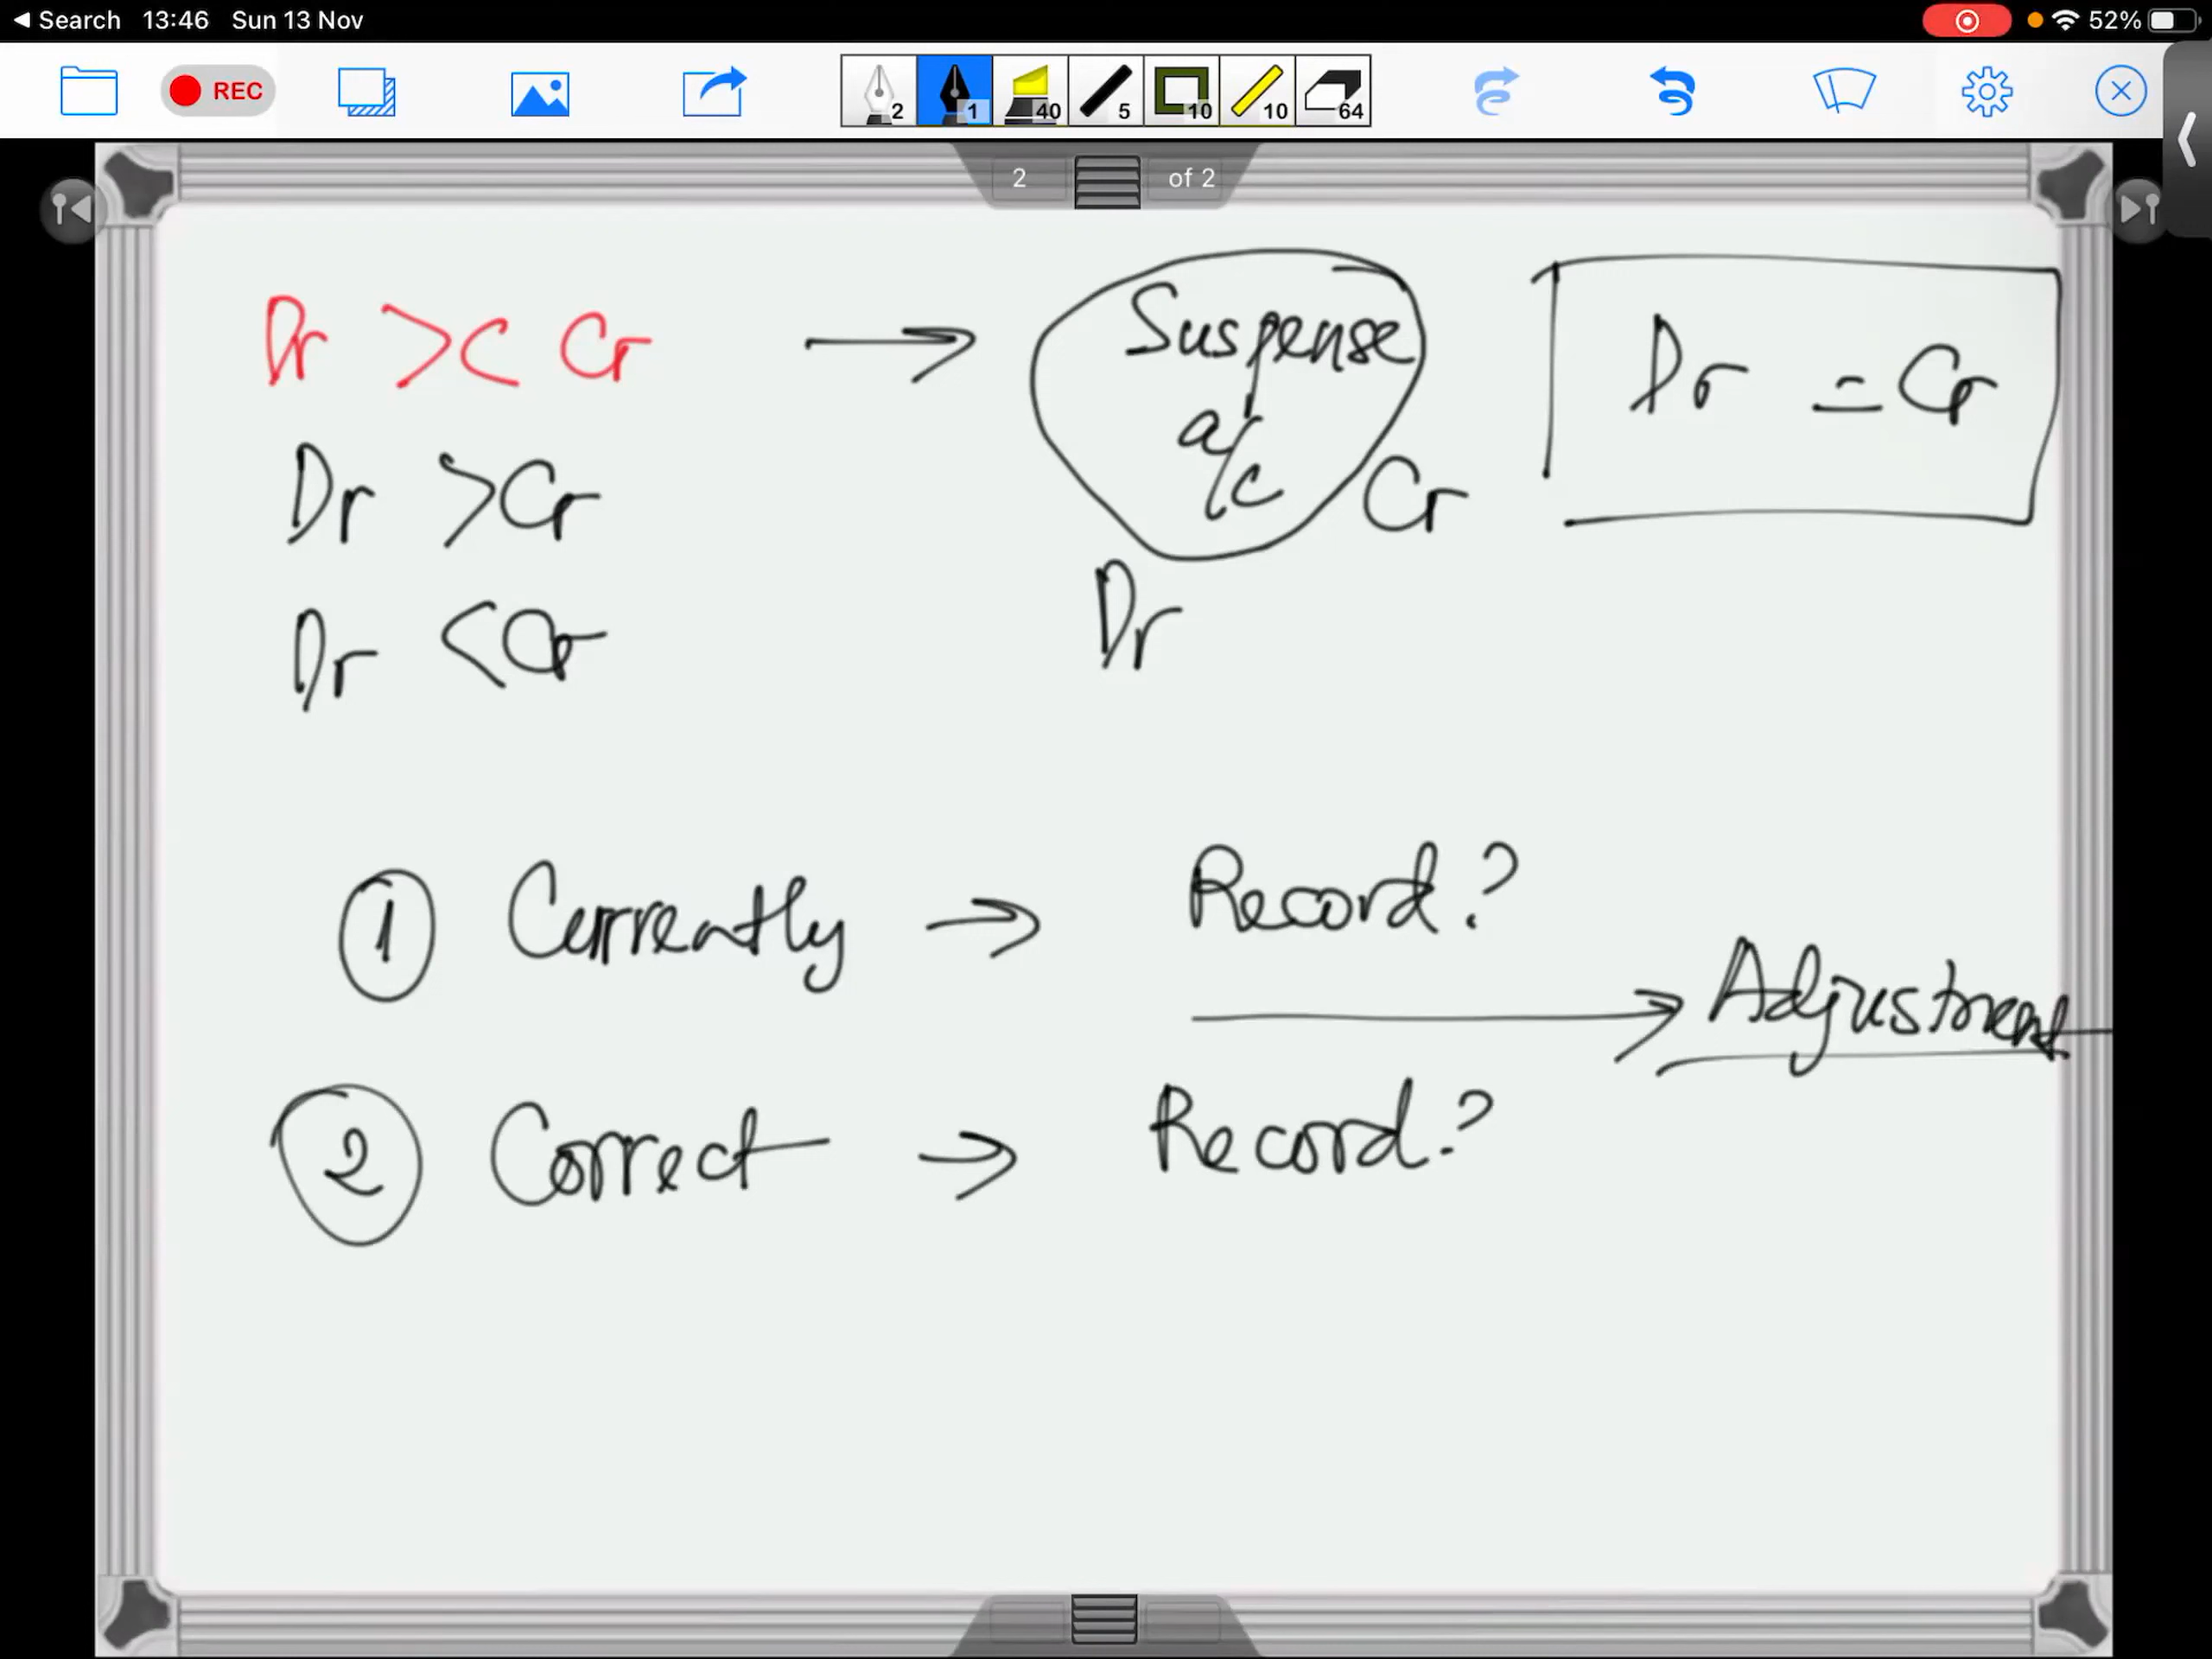 Search 13:46 Sun 13 Nov 52%
REC 2 1 40 5 10 10 64
2 of 2
Dr >< Cr → Suspense a/c Dr = Cr
Dr > Cr Cr
Dr < Cr Dr
1 Currently → Record?
→ Adjustment
2 Correct → Record?